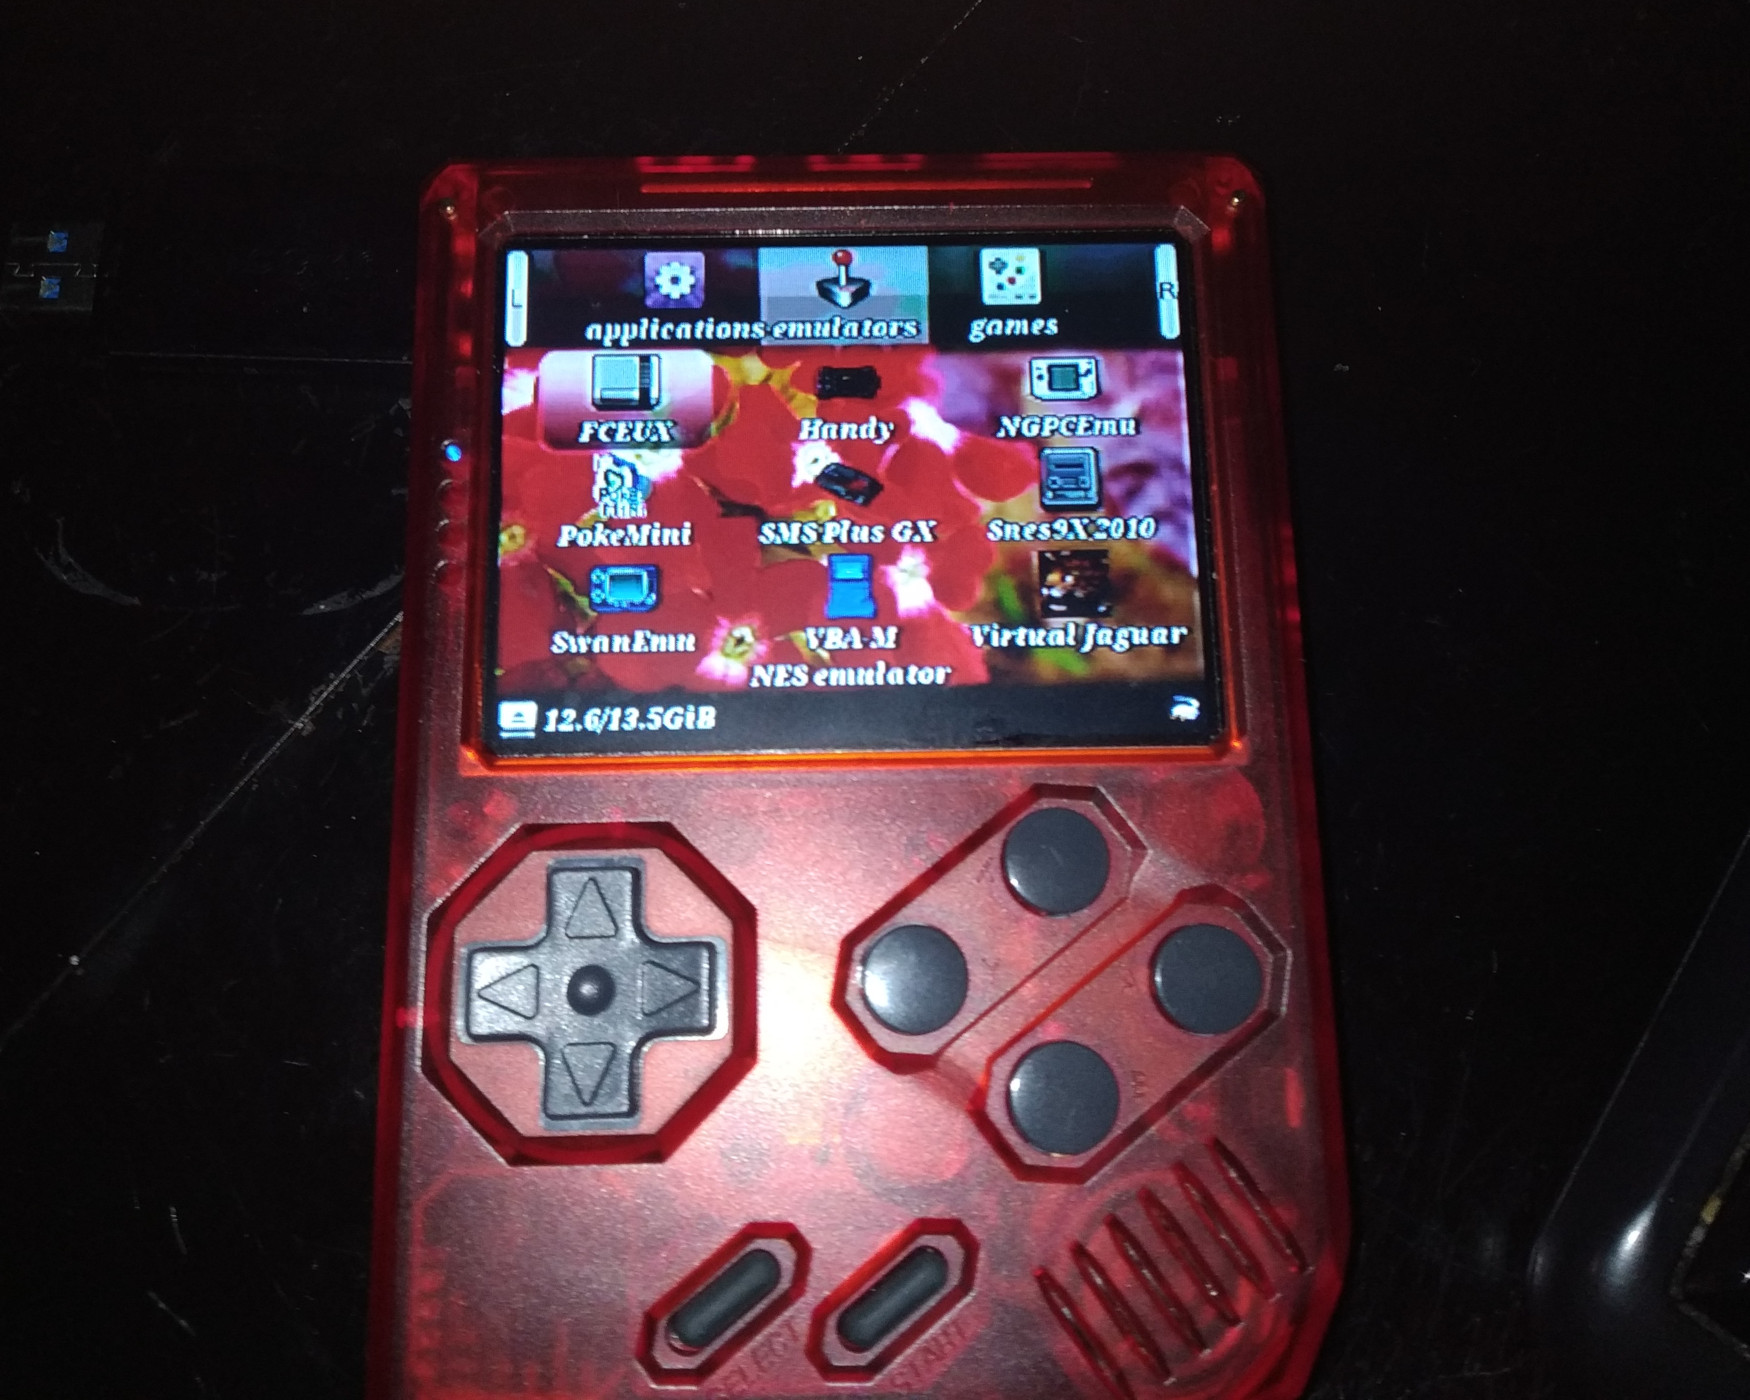 L
R
applications emulators games
FCEUX Handy NGPCEmu
PokeMini SMS Plus GX Snes9X 2010
SwanEmu VBA-M Virtual Jaguar
NES emulator
12.6/13.5GiB
SELECT START